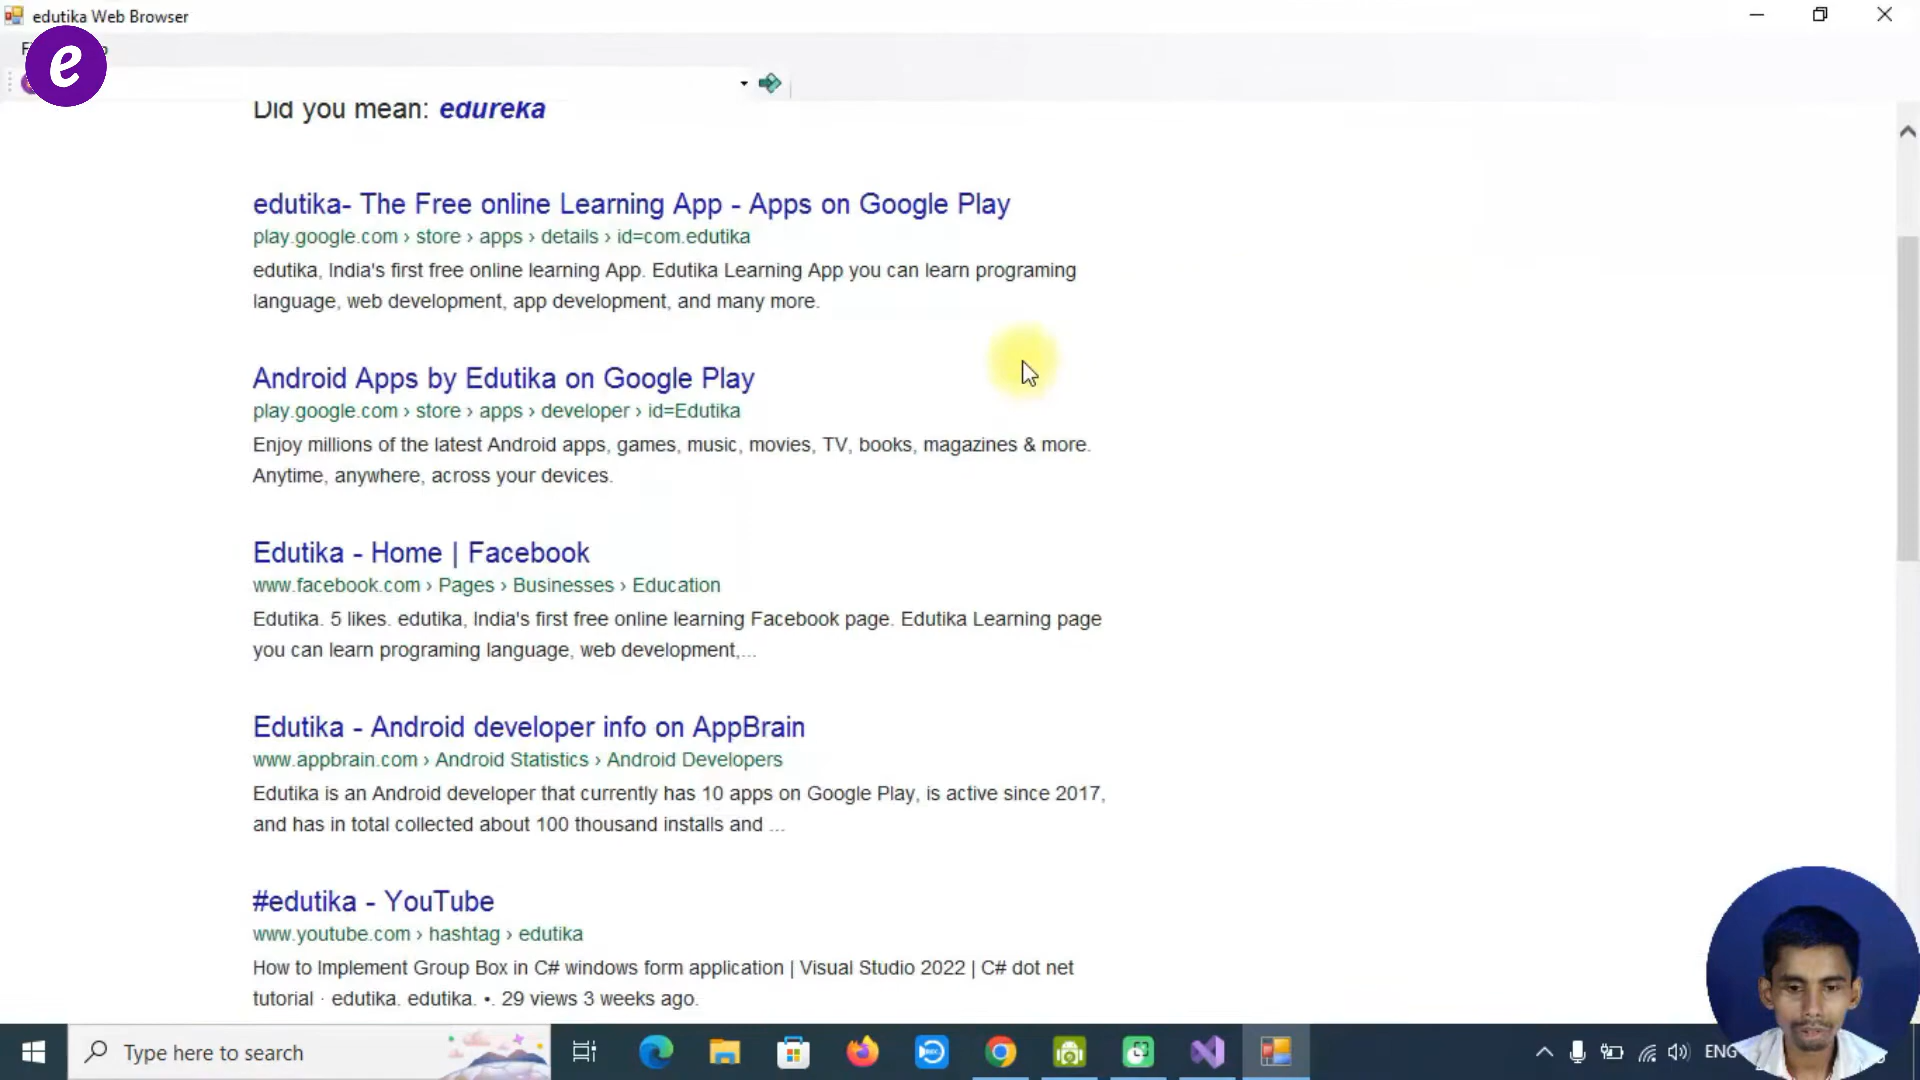 edutika Web Browser
e
Did you mean: edureka
edutika- The Free online Learning App - Apps on Google Play
play.google.com › store › apps › details › id=com.edutika
edutika, India's first free online learning App. Edutika Learning App you can learn programing
language, web development, app development, and many more.
Android Apps by Edutika on Google Play
play.google.com › store › apps › developer › id=Edutika
Enjoy millions of the latest Android apps, games, music, movies, TV, books, magazines & more.
Anytime, anywhere, across your devices.
Edutika - Home | Facebook
www.facebook.com › Pages › Businesses › Education
Edutika. 5 likes. edutika, India's first free online learning Facebook page. Edutika Learning page
you can learn programing language, web development,...
Edutika - Android developer info on AppBrain
www.appbrain.com › Android Statistics › Android Developers
Edutika is an Android developer that currently has 10 apps on Google Play, is active since 2017,
and has in total collected about 100 thousand installs and ...
#edutika - YouTube
www.youtube.com › hashtag › edutika
How to Implement Group Box in C# windows form application | Visual Studio 2022 | C# dot net
tutorial · edutika. edutika. •. 29 views 3 weeks ago.
Type here to search
ENG